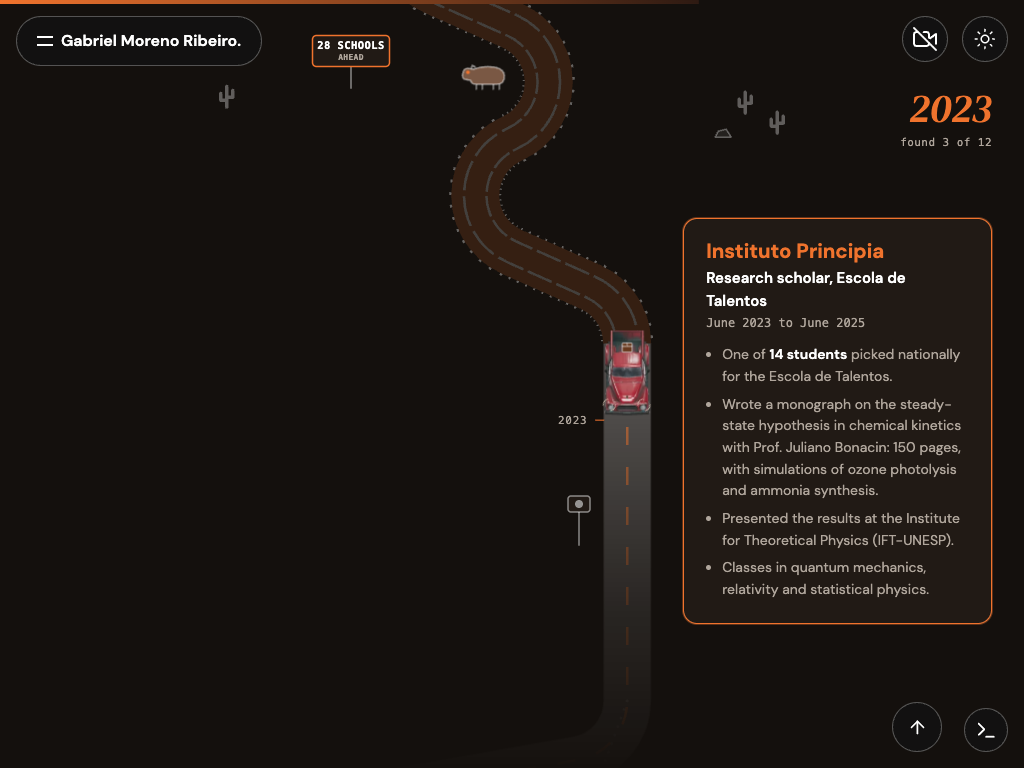 Gabriel Moreno Ribeiro.
28 SCHOOLS
AHEAD
2023
found 3 of 12
Instituto Principia
Research scholar, Escola de
Talentos
June 2023 to June 2025
One of 14 students picked nationally
for the Escola de Talentos.
Wrote a monograph on the steady-
state hypothesis in chemical kinetics
with Prof. Juliano Bonacin: 150 pages,
with simulations of ozone photolysis
and ammonia synthesis.
Presented the results at the Institute
for Theoretical Physics (IFT-UNESP).
Classes in quantum mechanics,
relativity and statistical physics.
2023